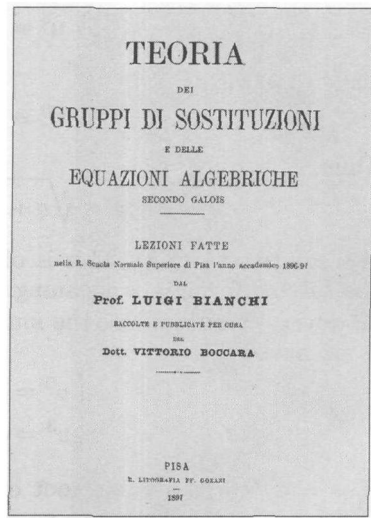 TEORIA
DEI
GRUPPI DI SOSTITUZIONI
E DELLE
EQUAZIONI ALGEBRICHE
SECONDO GALOIS
LEZIONI FATTE
nella R. Scuola Normale Superiore di Pisa l'anno accademico 1896-97
DAL
Prof. LUIGI BIANCHI
RACCOLTE E PUBBLICATE PER CURA
DEL
Dott. VITTORIO BOCCARA
PISA
R. LITOGRAFIA FF. GOZANI
1897